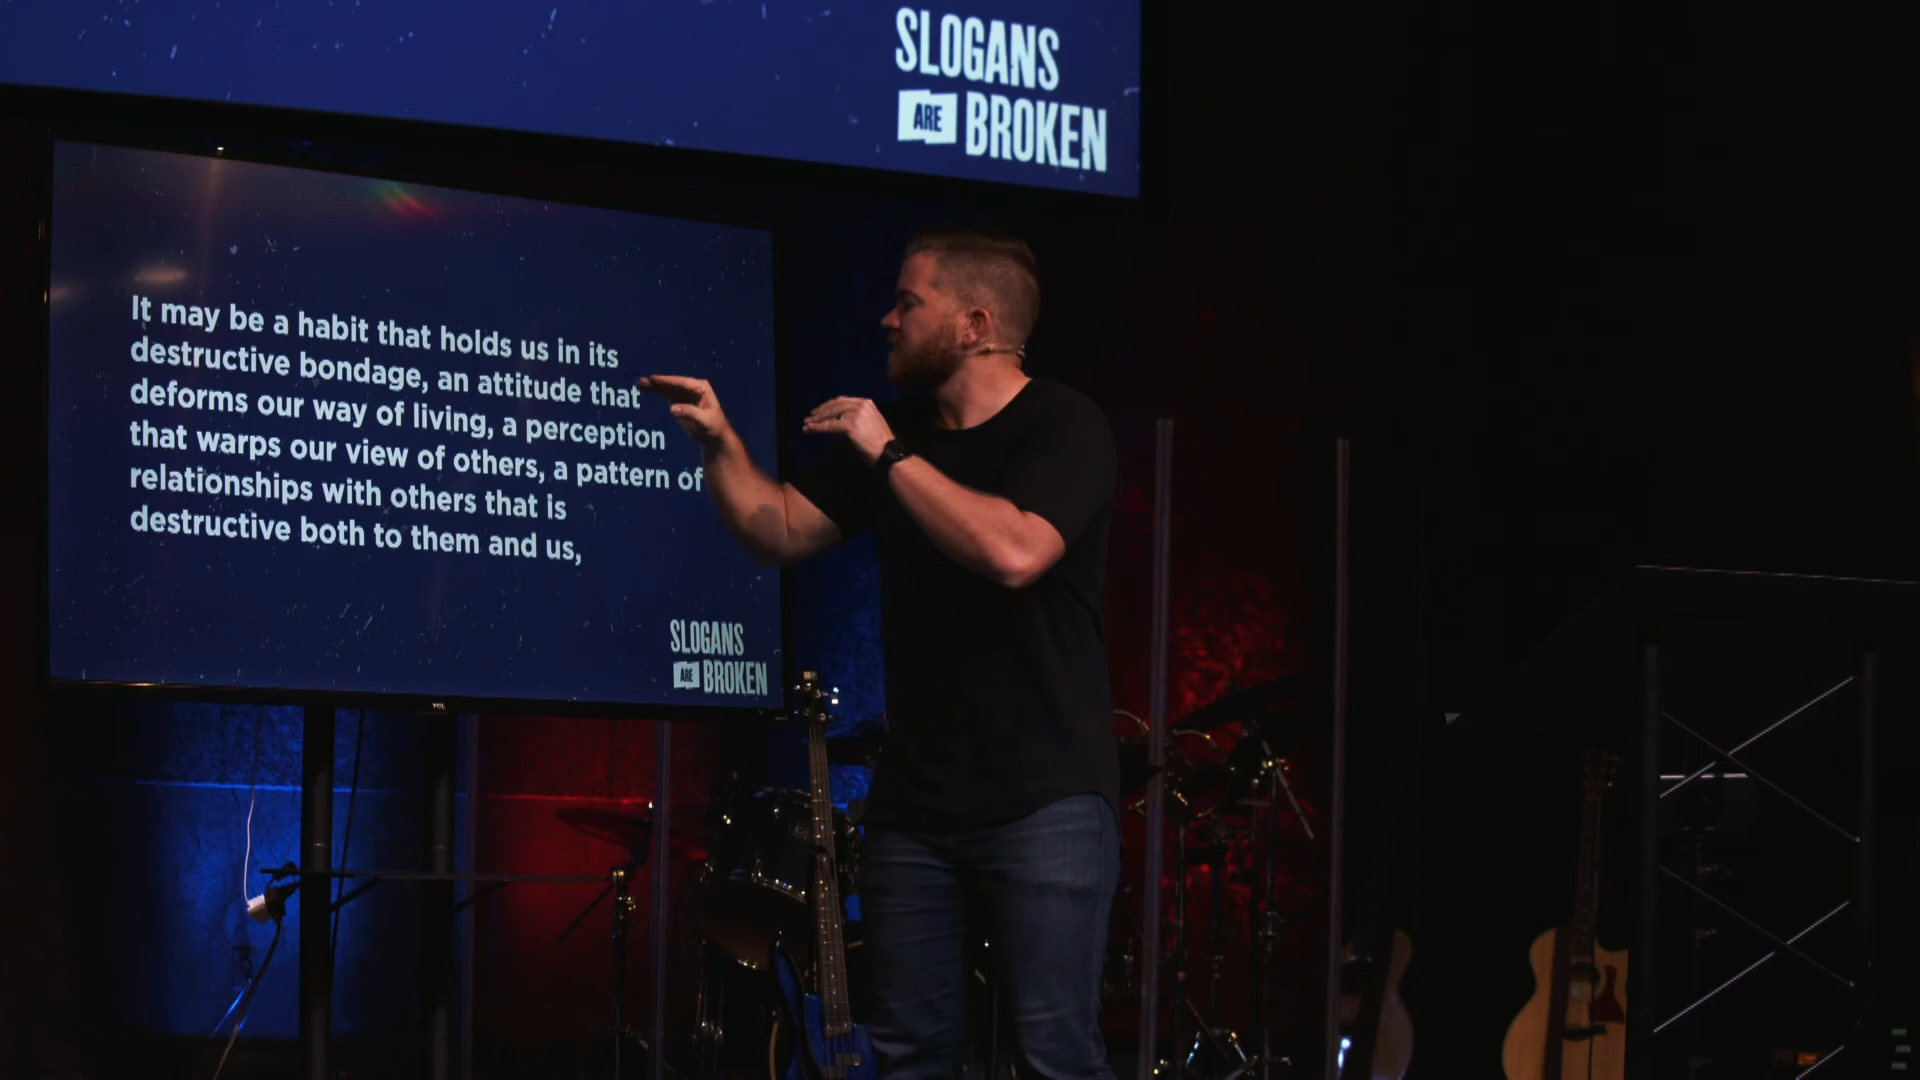 SLOGANS
ARE BROKEN
It may be a habit that holds us in its
destructive bondage, an attitude that
deforms our way of living, a perception
that warps our view of others, a pattern of
relationships with others that is
destructive both to them and us,
SLOGANS
ARE BROKEN
TCL